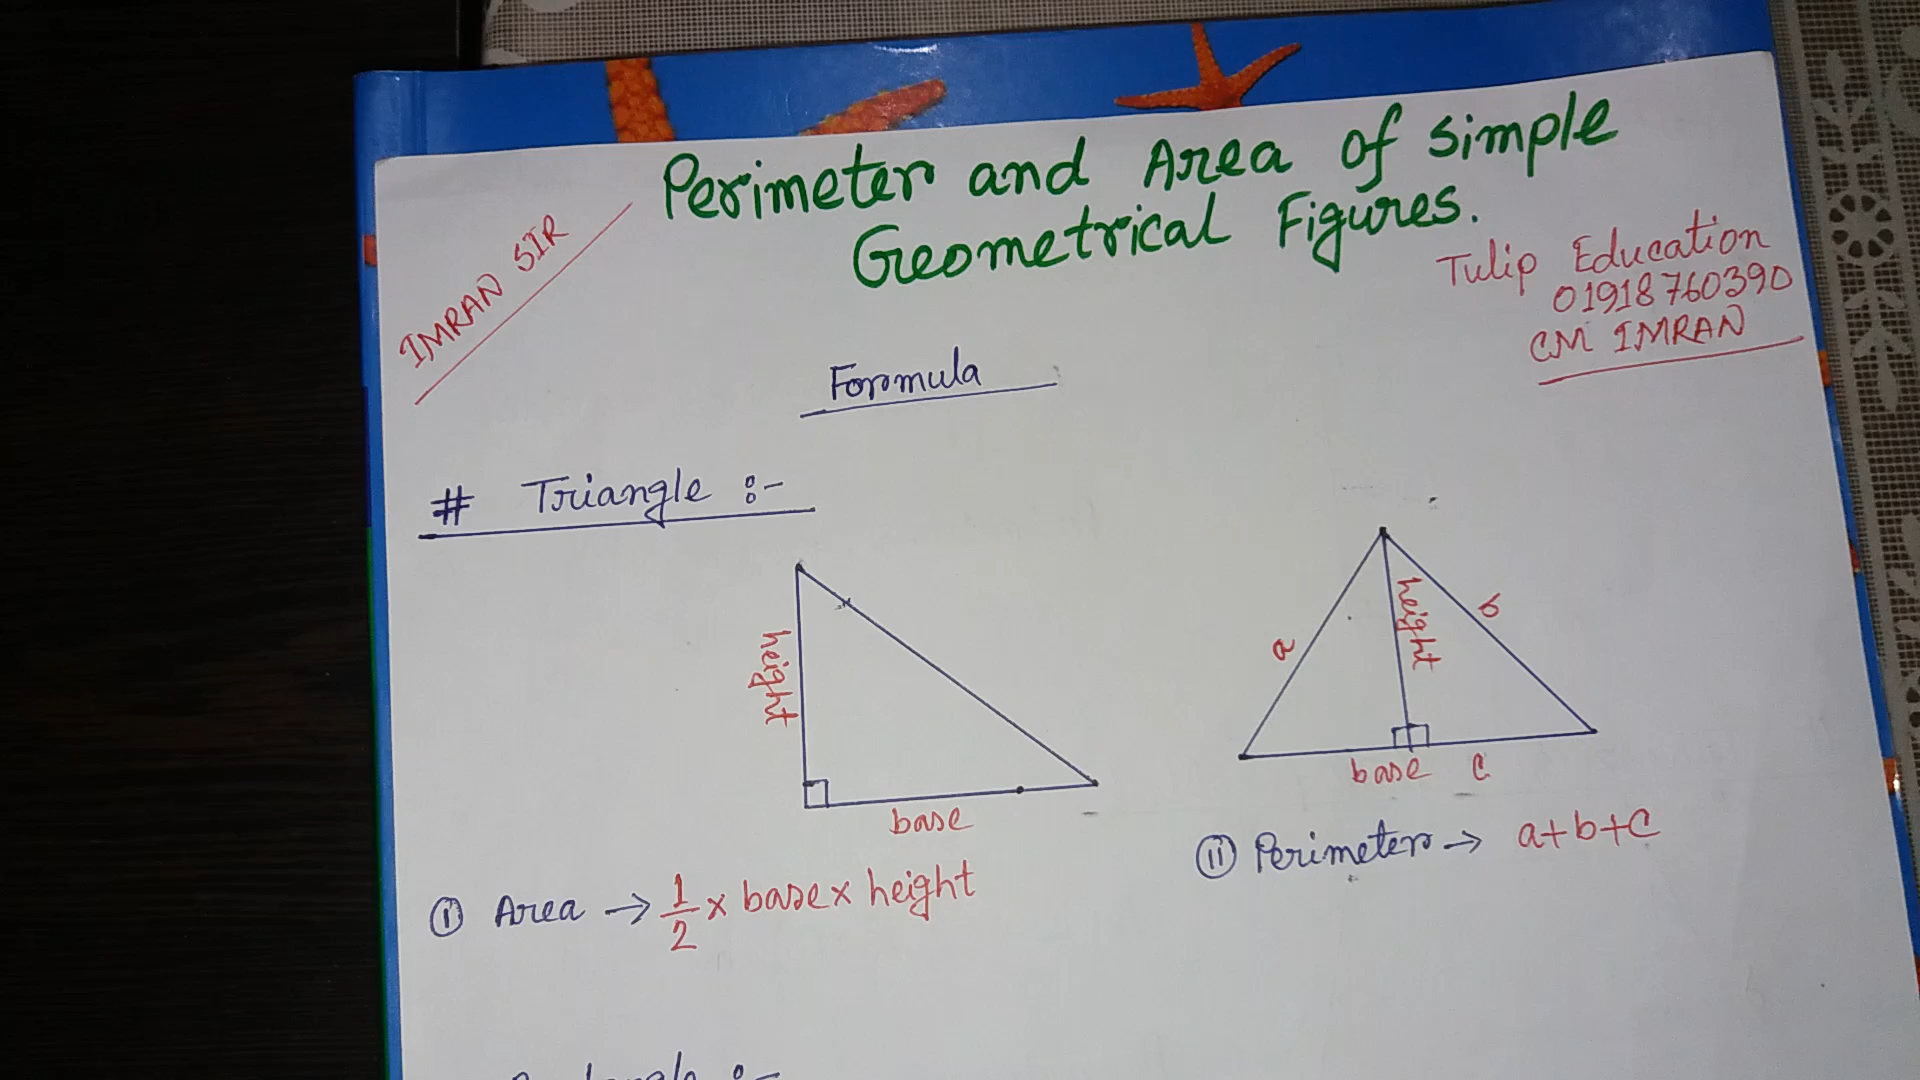 Perimeter and Area of simple
Geometrical Figures.
IMRAN SIR
Tulip Education
01918760390
CM IMRAN
Formula
# Triangle :-
height
base
a
height
b
base c
(i) Area → 1/2 × base × height
(ii) Perimeter → a+b+c